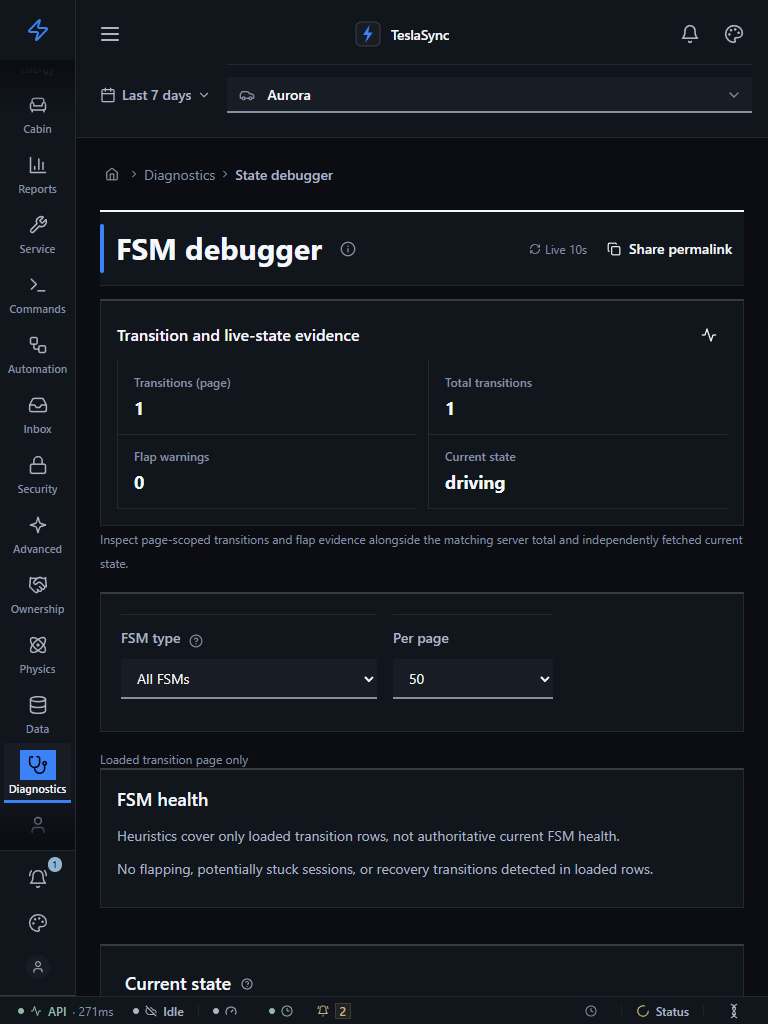 TeslaSync
Last 7 days
Aurora
Energy
Cabin
Reports
Service
Commands
Automation
Inbox
Security
Advanced
Ownership
Physics
Data
Diagnostics
1
Diagnostics > State debugger
FSM debugger
Live 10s
Share permalink
Transition and live-state evidence
Transitions (page)
1
Total transitions
1
Flap warnings
0
Current state
driving
Inspect page-scoped transitions and flap evidence alongside the matching server total and independently fetched current
state.
FSM type
Per page
All FSMs
50
Loaded transition page only
FSM health
Heuristics cover only loaded transition rows, not authoritative current FSM health.
No flapping, potentially stuck sessions, or recovery transitions detected in loaded rows.
Current state
API · 271ms
Idle
2
Status